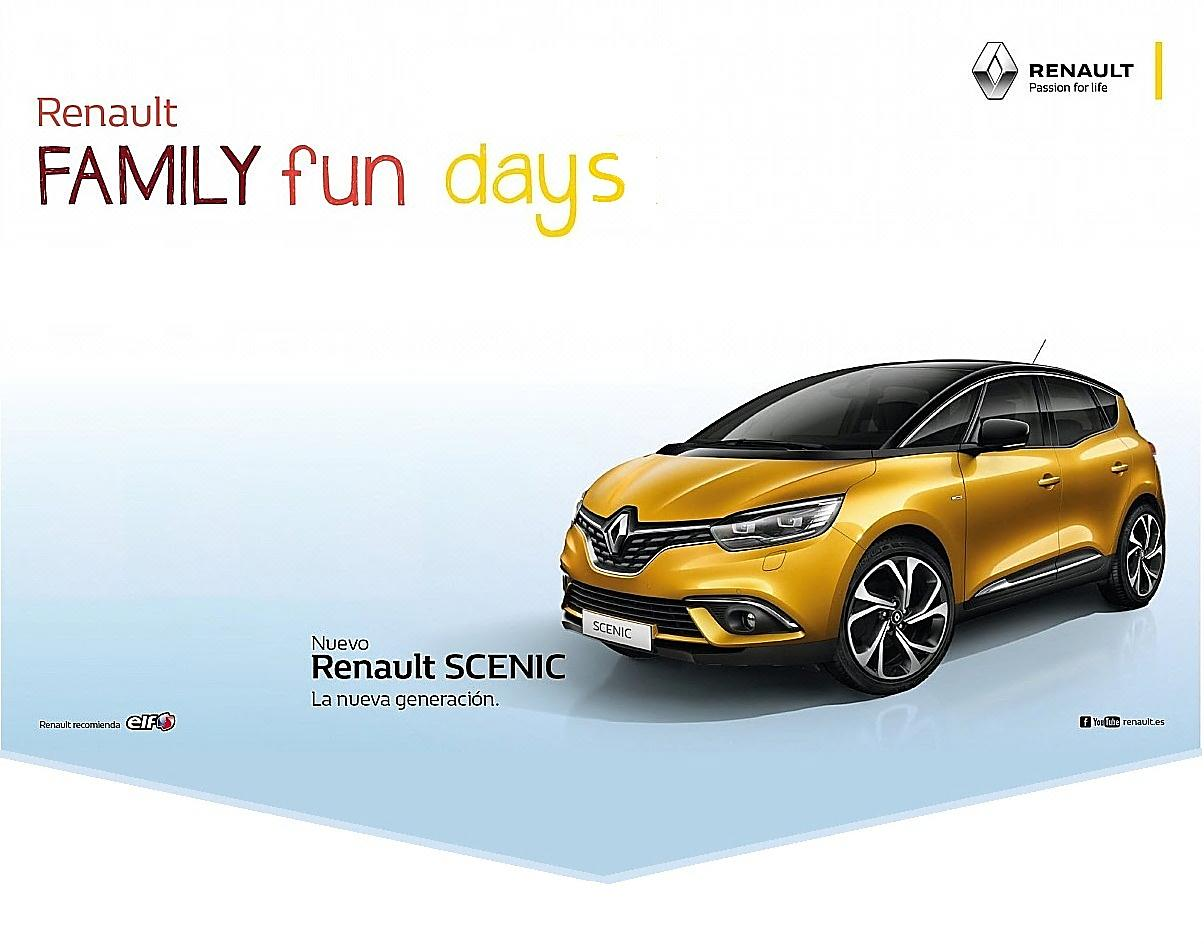 RENAULT
Passion for life
Renault
FAMILY fun days
SCENIC
Nuevo
Renault SCENIC
La nueva generación.
Renault recomienda elf
f YouTube renault.es